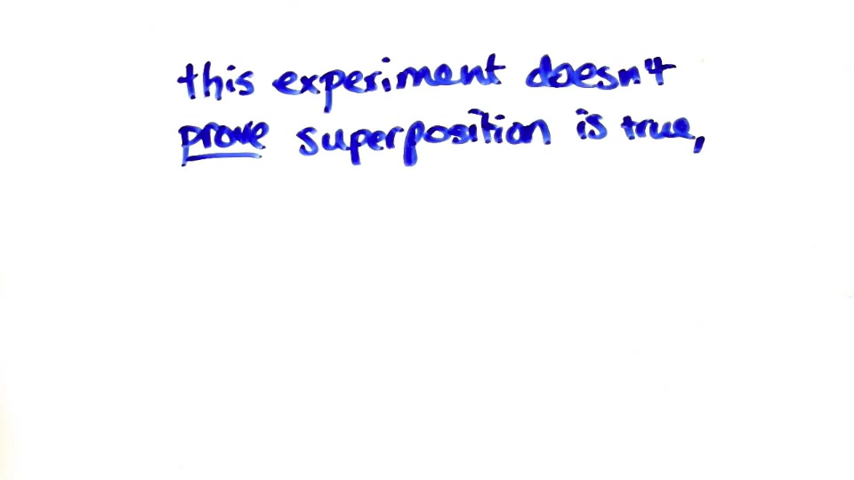 this experiment doesn't
prove superposition is true,